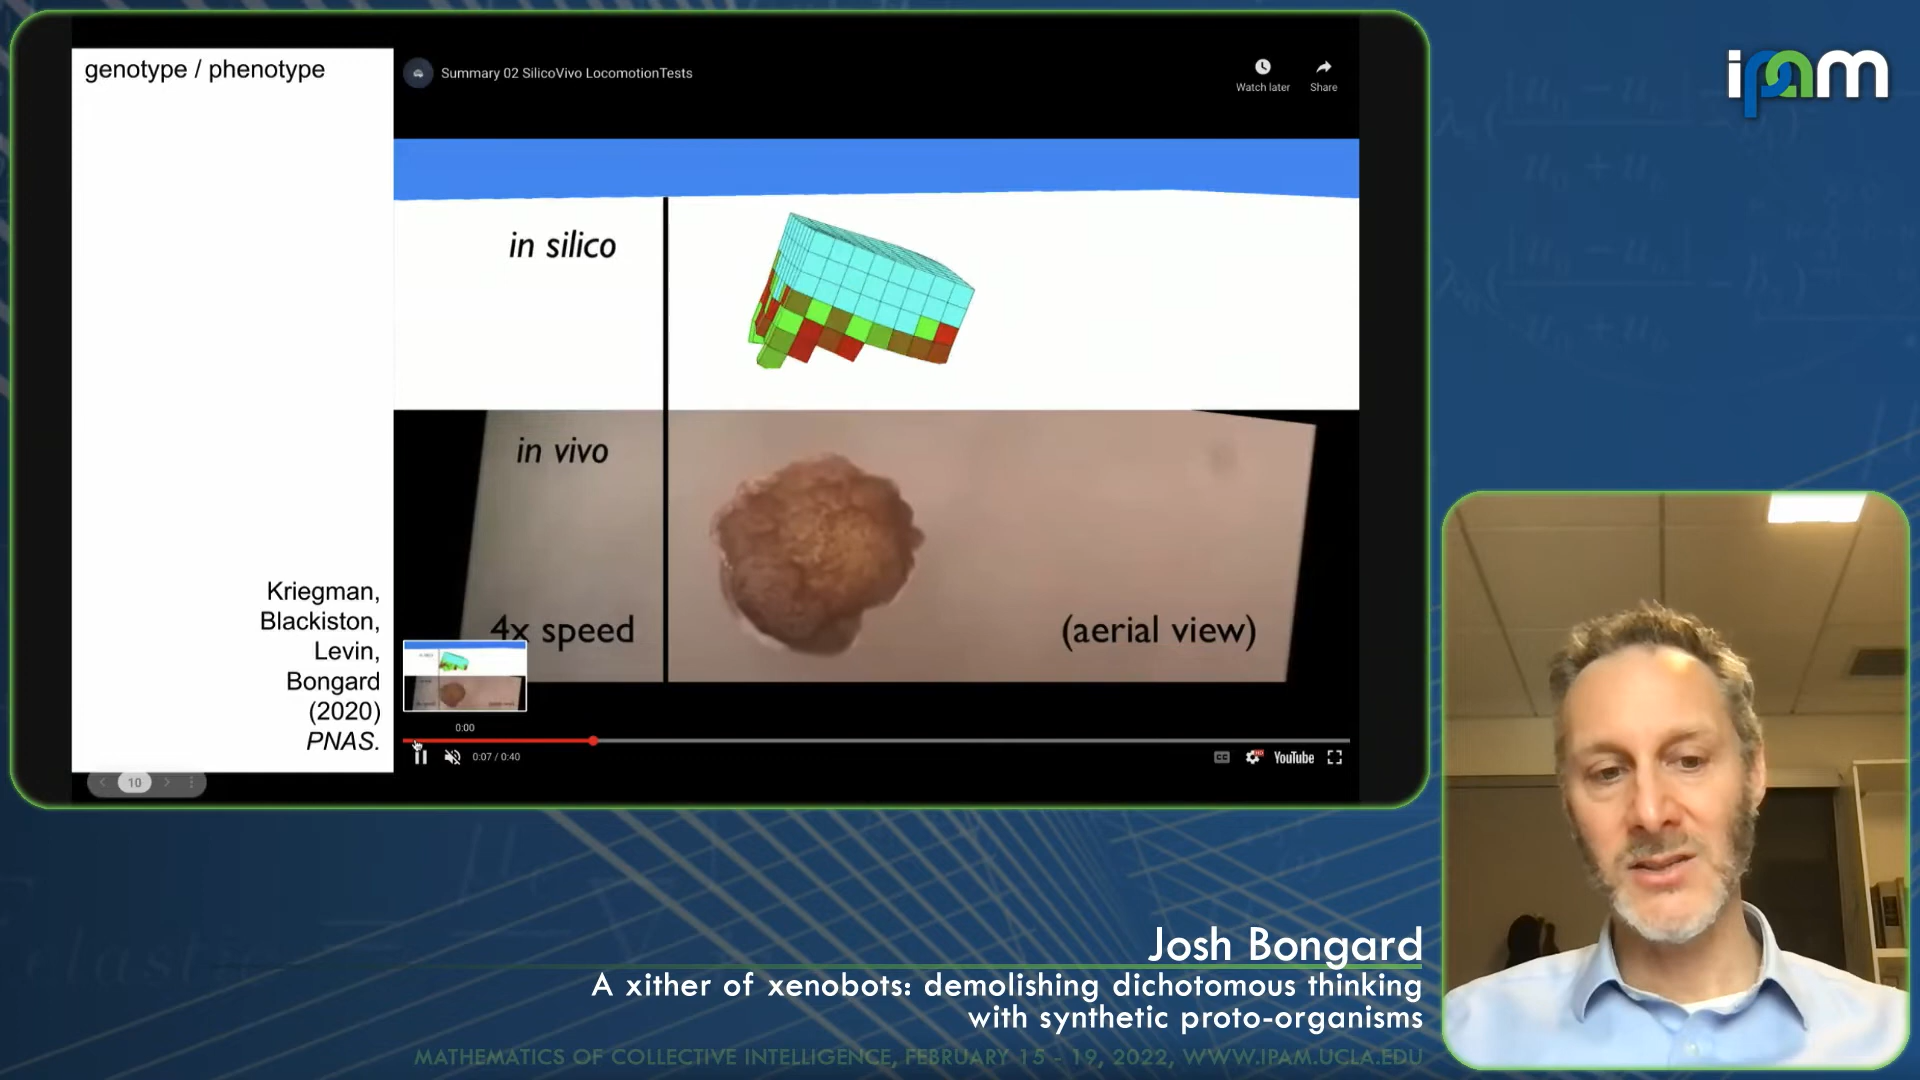 genotype / phenotype
Summary 02 SilicoVivo LocomotionTests
Watch later
Share
in silico
in vivo
4x speed
(aerial view)
Kriegman,
Blackiston,
Levin,
Bongard
(2020)
PNAS.
0:00
0:07 / 0:40
CC
HD
YouTube
10
ipam
Josh Bongard
A xither of xenobots: demolishing dichotomous thinking
with synthetic proto-organisms
MATHEMATICS OF COLLECTIVE INTELLIGENCE, FEBRUARY 15 - 19, 2022, WWW.IPAM.UCLA.EDU